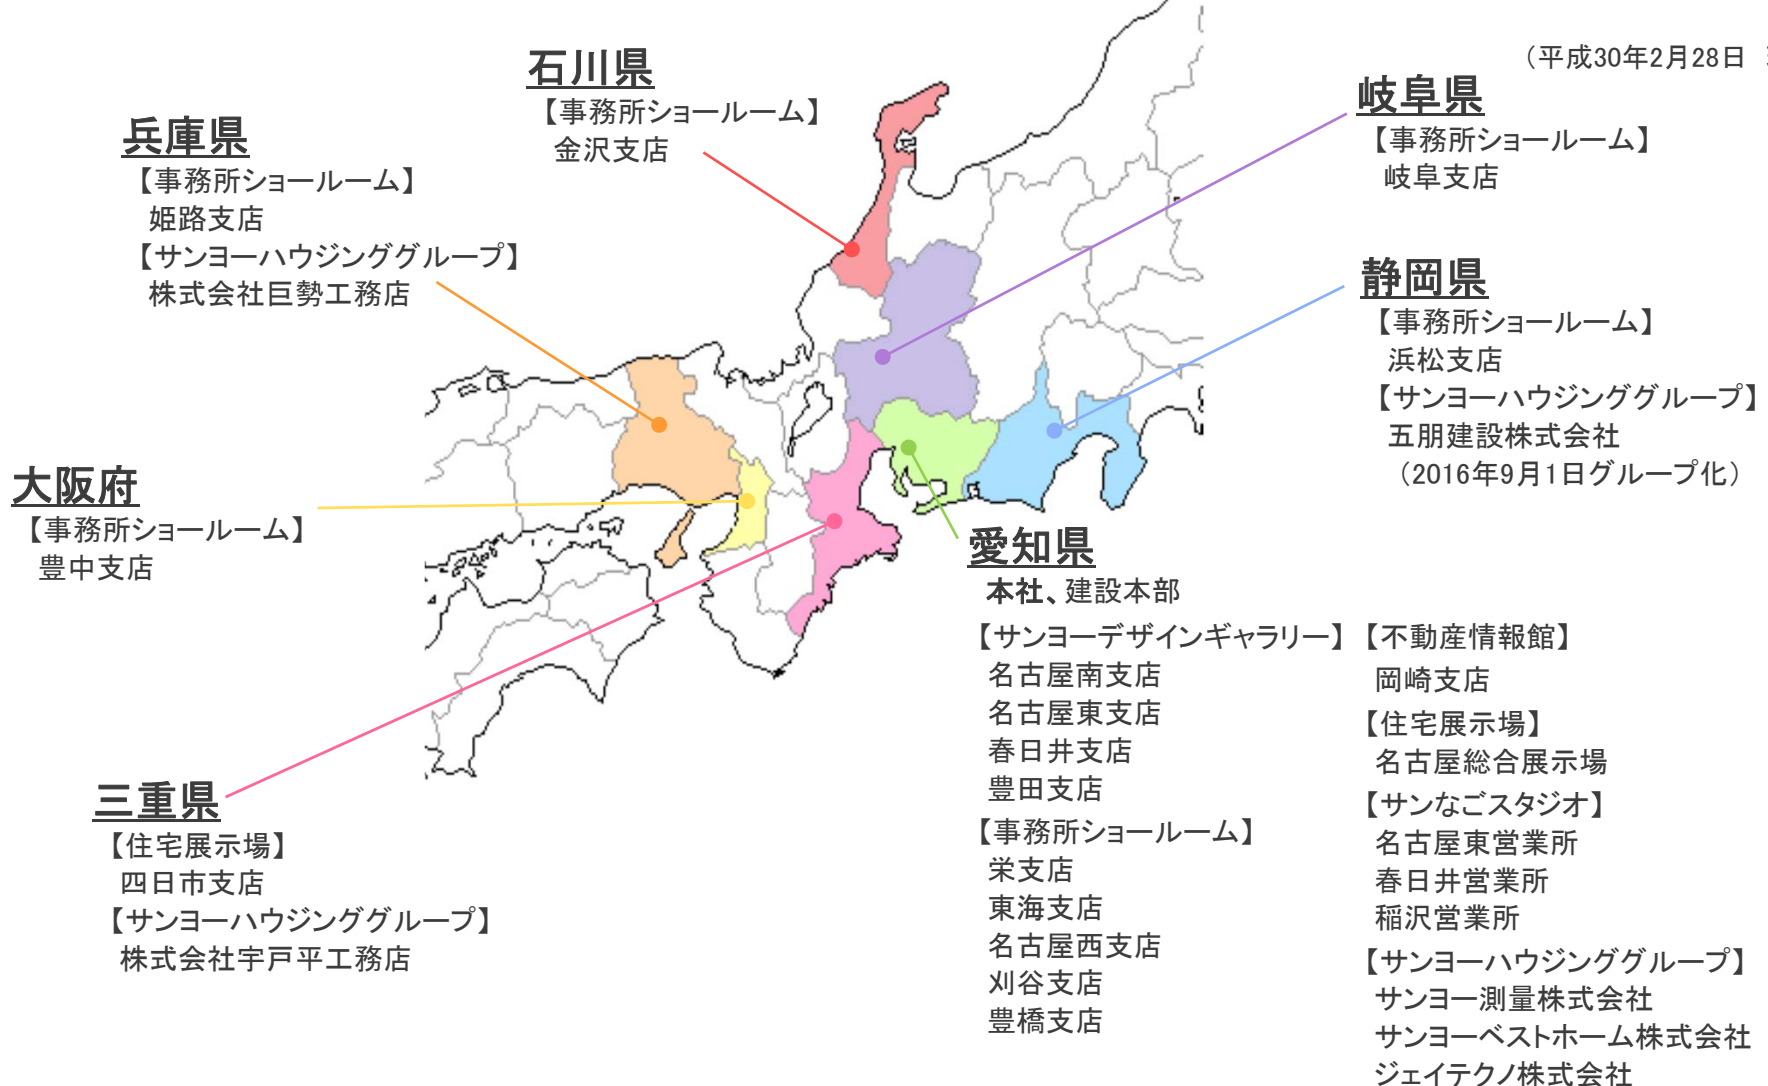 （平成30年2月28日
石川県
【事務所ショールーム】
金沢支店
岐阜県
【事務所ショールーム】
岐阜支店
兵庫県
【事務所ショールーム】
姫路支店
【サンヨーハウジンググループ】
株式会社巨勢工務店
静岡県
【事務所ショールーム】
浜松支店
【サンヨーハウジンググループ】
五朋建設株式会社
（2016年9月1日グループ化）
大阪府
【事務所ショールーム】
豊中支店
愛知県
本社、建設本部
【サンヨーデザインギャラリー】
名古屋南支店
名古屋東支店
春日井支店
豊田支店
【事務所ショールーム】
栄支店
東海支店
名古屋西支店
刈谷支店
豊橋支店
【不動産情報館】
岡崎支店
【住宅展示場】
名古屋総合展示場
【サンなごスタジオ】
名古屋東営業所
春日井営業所
稲沢営業所
【サンヨーハウジンググループ】
サンヨー測量株式会社
サンヨーベストホーム株式会社
ジェイテクノ株式会社
三重県
【住宅展示場】
四日市支店
【サンヨーハウジンググループ】
株式会社宇戸平工務店